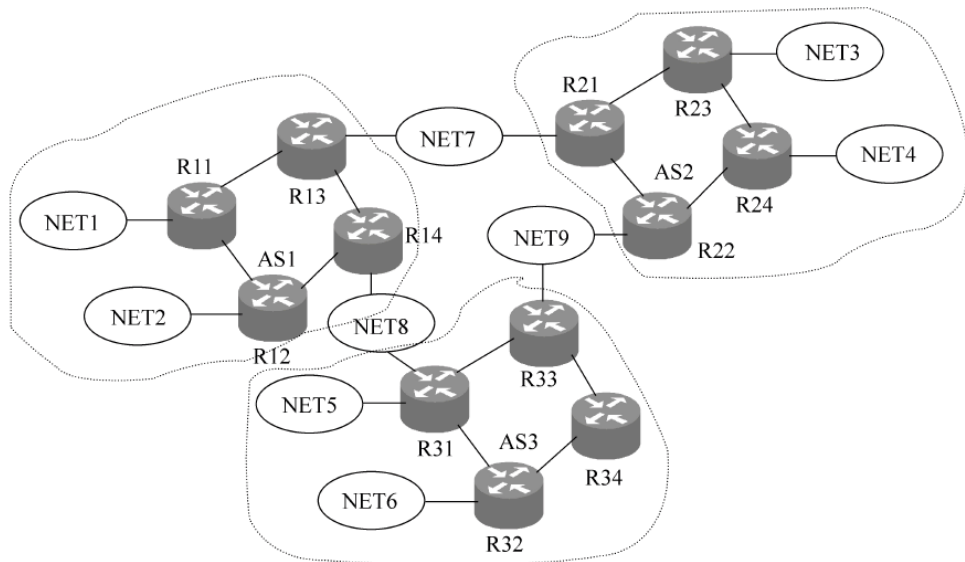 NET3
R21
R23
NET7
R11
R13
AS2
NET4
R24
NET1
R14
NET9
R22
AS1
NET2
NET8
R12
R33
NET5
R31
AS3
R34
NET6
R32